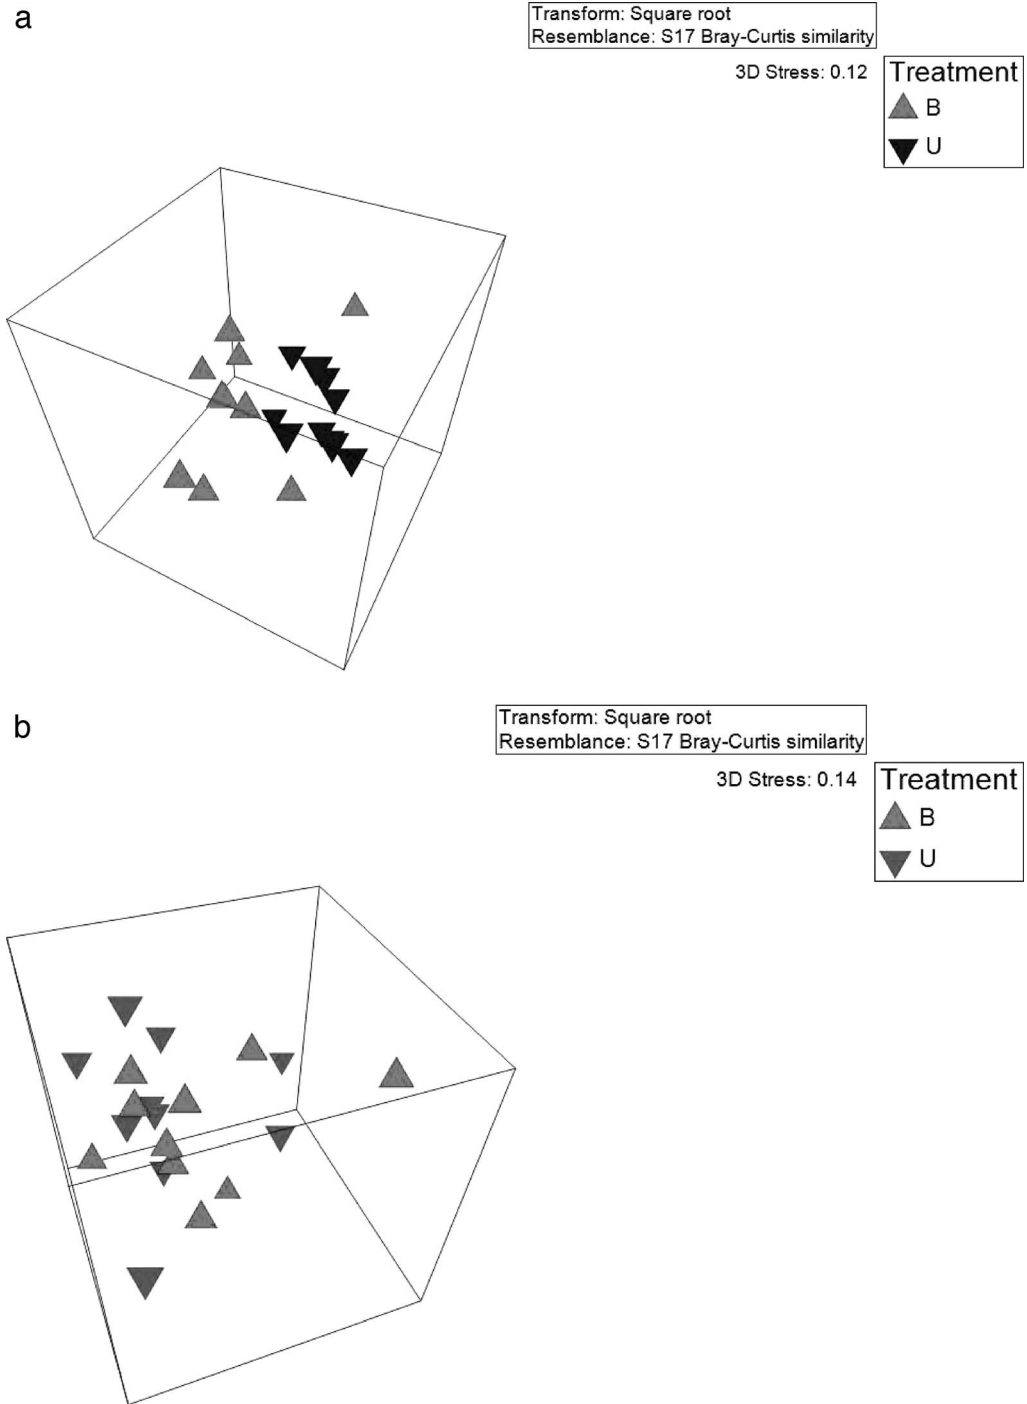 a
Transform: Square root
Resemblance: S17 Bray-Curtis similarity
3D Stress: 0.12
Treatment
B
U
b
Transform: Square root
Resemblance: S17 Bray-Curtis similarity
3D Stress: 0.14
Treatment
B
U